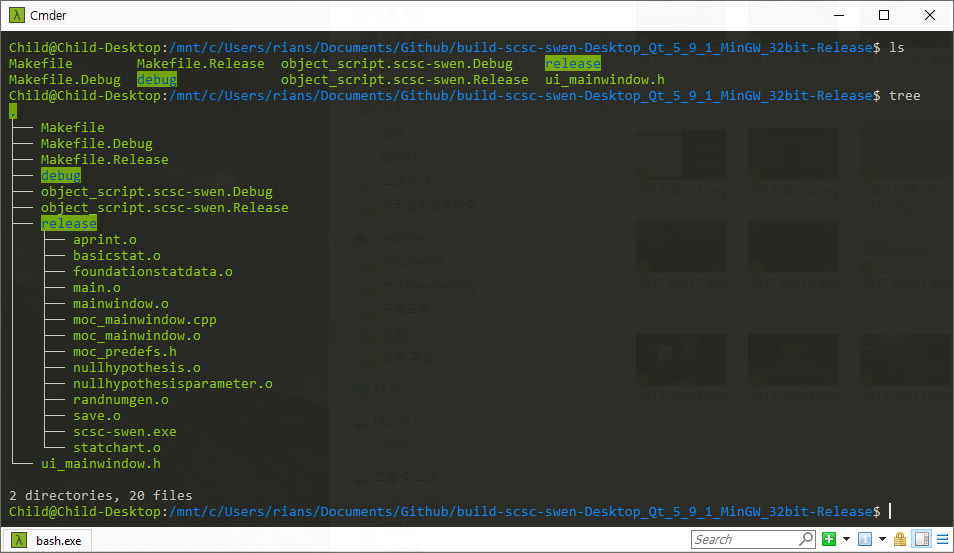 Cmder
Child@Child-Desktop:/mnt/c/Users/rians/Documents/Github/build-scsc-swen-Desktop_Qt_5_9_1_MinGW_32bit-Release$ ls
Makefile Makefile.Release object_script.scsc-swen.Debug release
Makefile.Debug debug object_script.scsc-swen.Release ui_mainwindow.h
Child@Child-Desktop:/mnt/c/Users/rians/Documents/Github/build-scsc-swen-Desktop_Qt_5_9_1_MinGW_32bit-Release$ tree
.
├── Makefile
├── Makefile.Debug
├── Makefile.Release
├── debug
├── object_script.scsc-swen.Debug
├── object_script.scsc-swen.Release
├── release
│   ├── aprint.o
│   ├── basicstat.o
│   ├── foundationstatdata.o
│   ├── main.o
│   ├── mainwindow.o
│   ├── moc_mainwindow.cpp
│   ├── moc_mainwindow.o
│   ├── moc_predefs.h
│   ├── nullhypothesis.o
│   ├── nullhypothesisparameter.o
│   ├── randnumgen.o
│   ├── save.o
│   ├── scsc-swen.exe
│   └── statchart.o
└── ui_mainwindow.h
2 directories, 20 files
Child@Child-Desktop:/mnt/c/Users/rians/Documents/Github/build-scsc-swen-Desktop_Qt_5_9_1_MinGW_32bit-Release$
bash.exe
Search